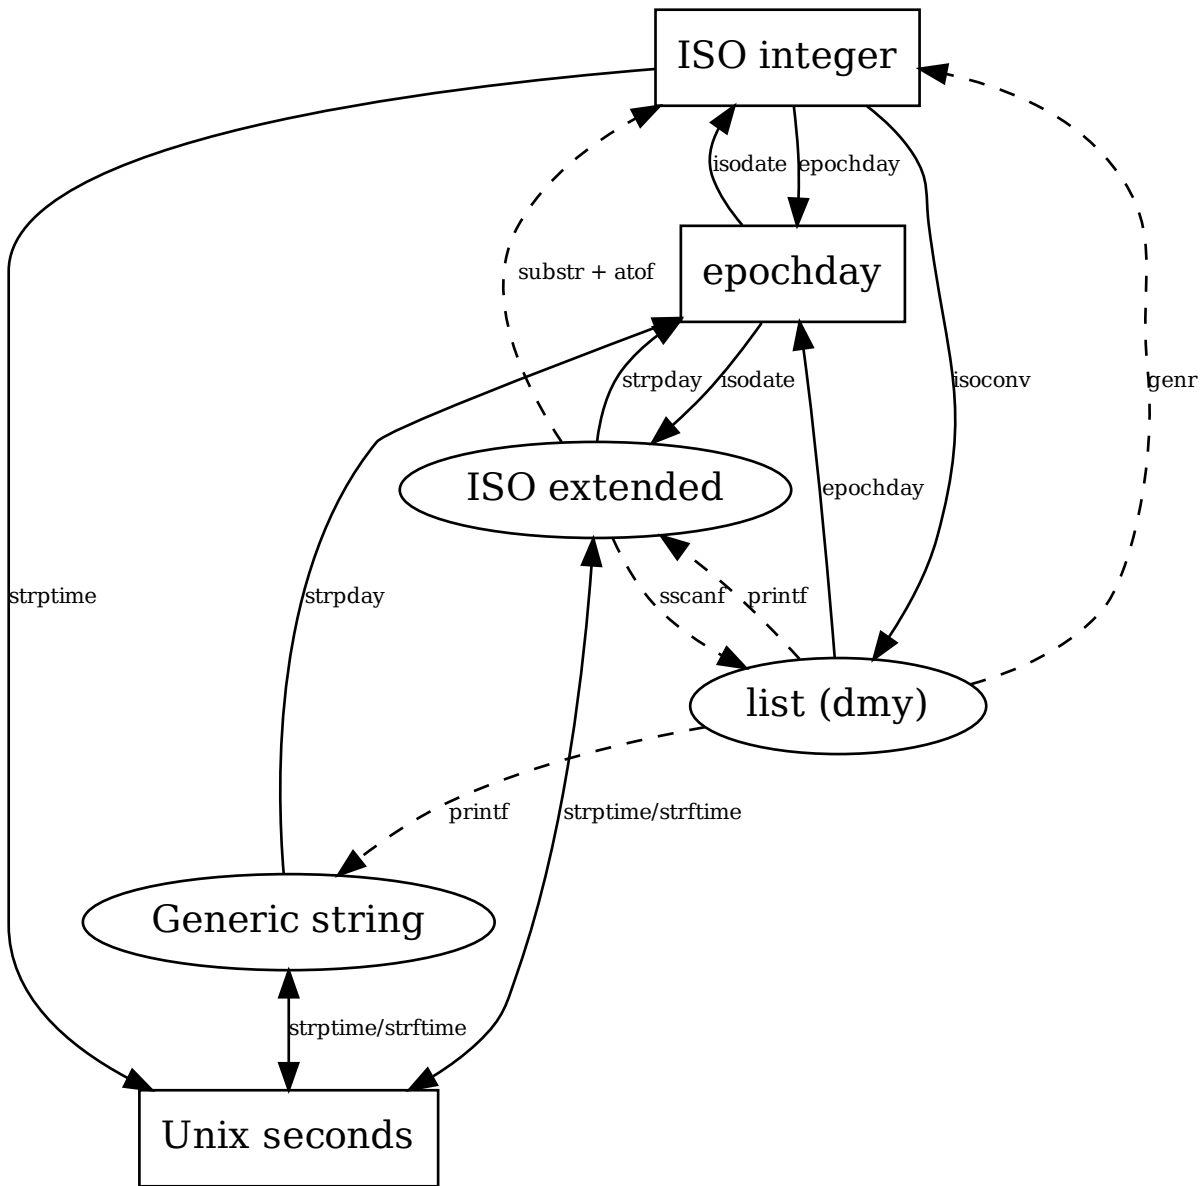 ISO integer
isodate
epochday
substr + atof
epochday
strpday
isodate
isoconv
genr
ISO extended
epochday
strptime
strpday
sscanf
printf
list (dmy)
printf
strptime/strftime
Generic string
strptime/strftime
Unix seconds